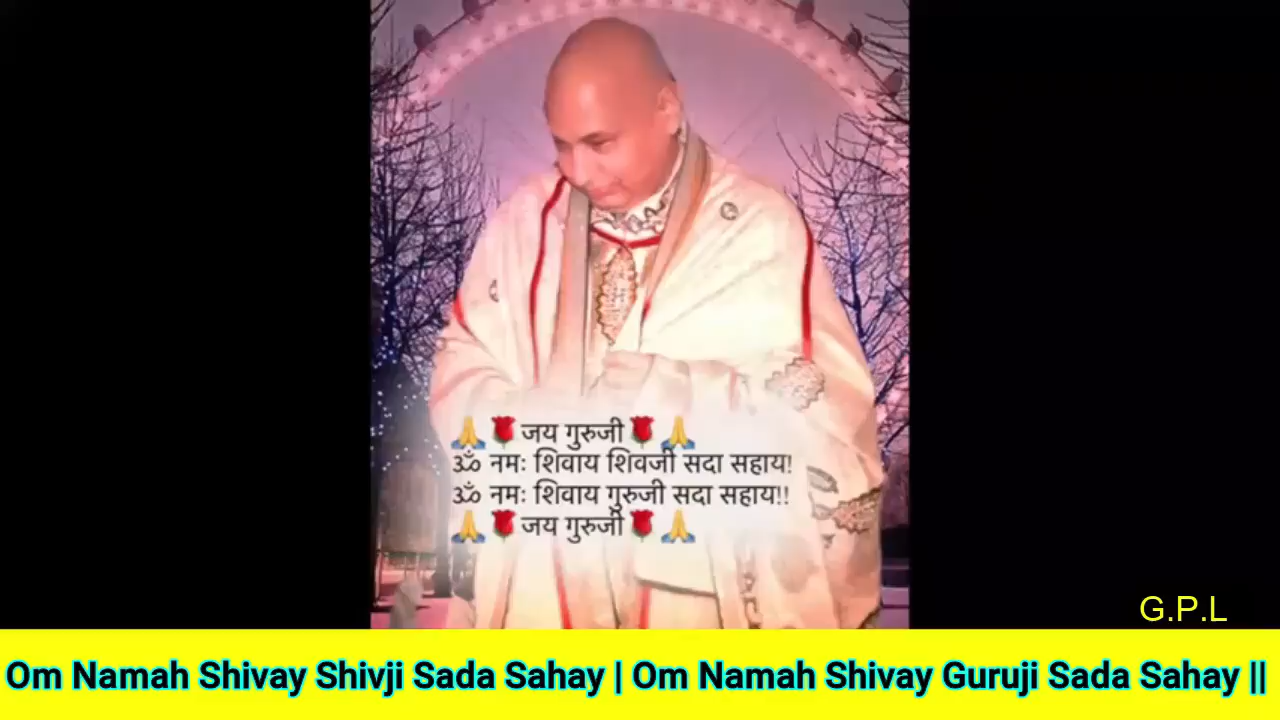 🙏🌹जय गुरुजी🌹🙏
ॐ नमः शिवाय शिवजी सदा सहाय!
ॐ नमः शिवाय गुरुजी सदा सहाय!!
🙏🌹जय गुरुजी🌹🙏
G.P.L
Om Namah Shivay Shivji Sada Sahay | Om Namah Shivay Guruji Sada Sahay ||